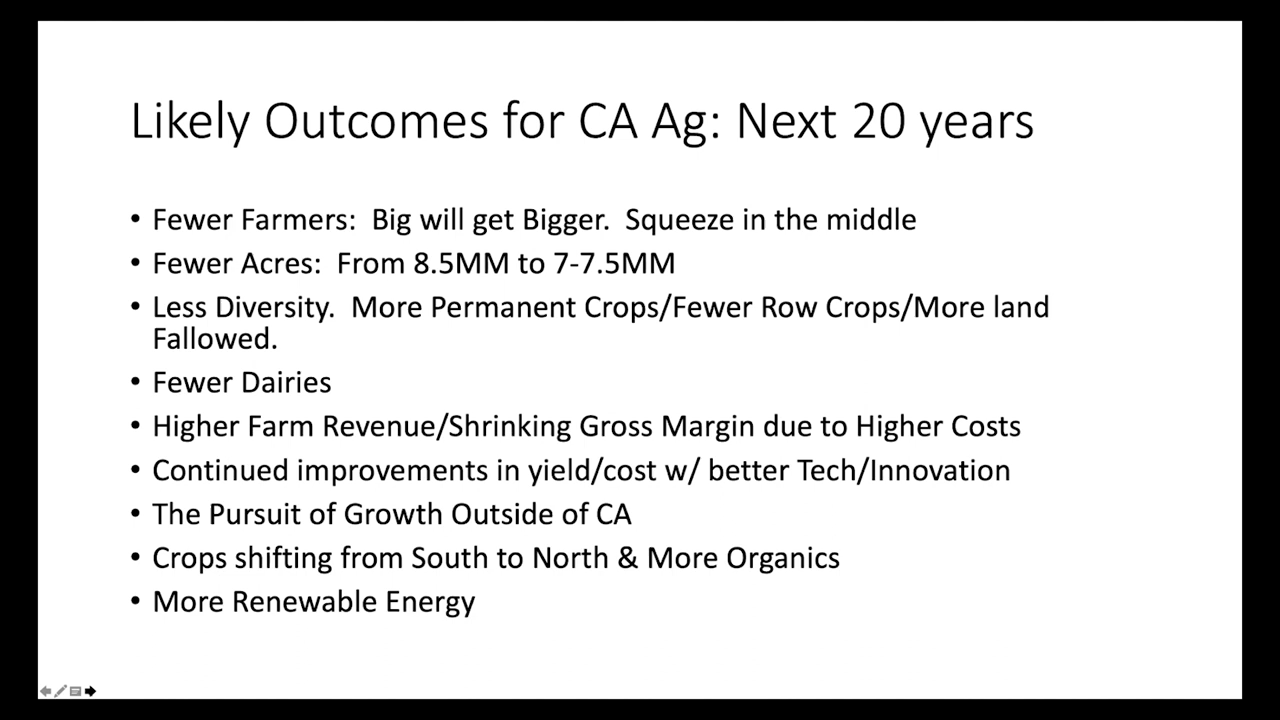 Likely Outcomes for CA Ag: Next 20 years
• Fewer Farmers:  Big will get Bigger.  Squeeze in the middle
• Fewer Acres:  From 8.5MM to 7-7.5MM
• Less Diversity.  More Permanent Crops/Fewer Row Crops/More land
Fallowed.
• Fewer Dairies
• Higher Farm Revenue/Shrinking Gross Margin due to Higher Costs
• Continued improvements in yield/cost w/ better Tech/Innovation
• The Pursuit of Growth Outside of CA
• Crops shifting from South to North & More Organics
• More Renewable Energy